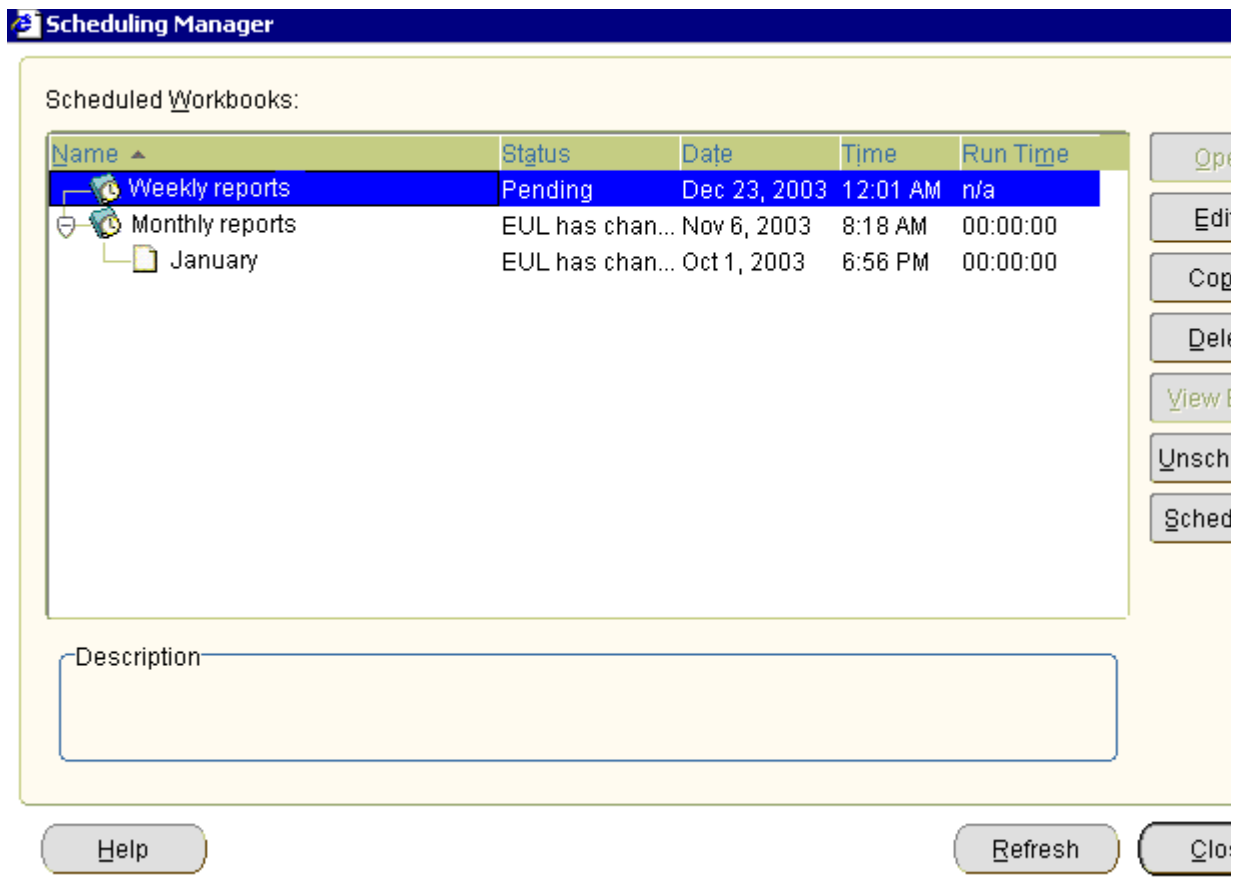 Scheduling Manager
Scheduled Workbooks:
Name Status Date Time Run Time
Weekly reports Pending Dec 23, 2003 12:01 AM n/a
Monthly reports EUL has chan... Nov 6, 2003 8:18 AM 00:00:00
January EUL has chan... Oct 1, 2003 6:56 PM 00:00:00
Ope
Edi
Cop
Dele
View E
Unsch
Sched
Description
Help Refresh Clos